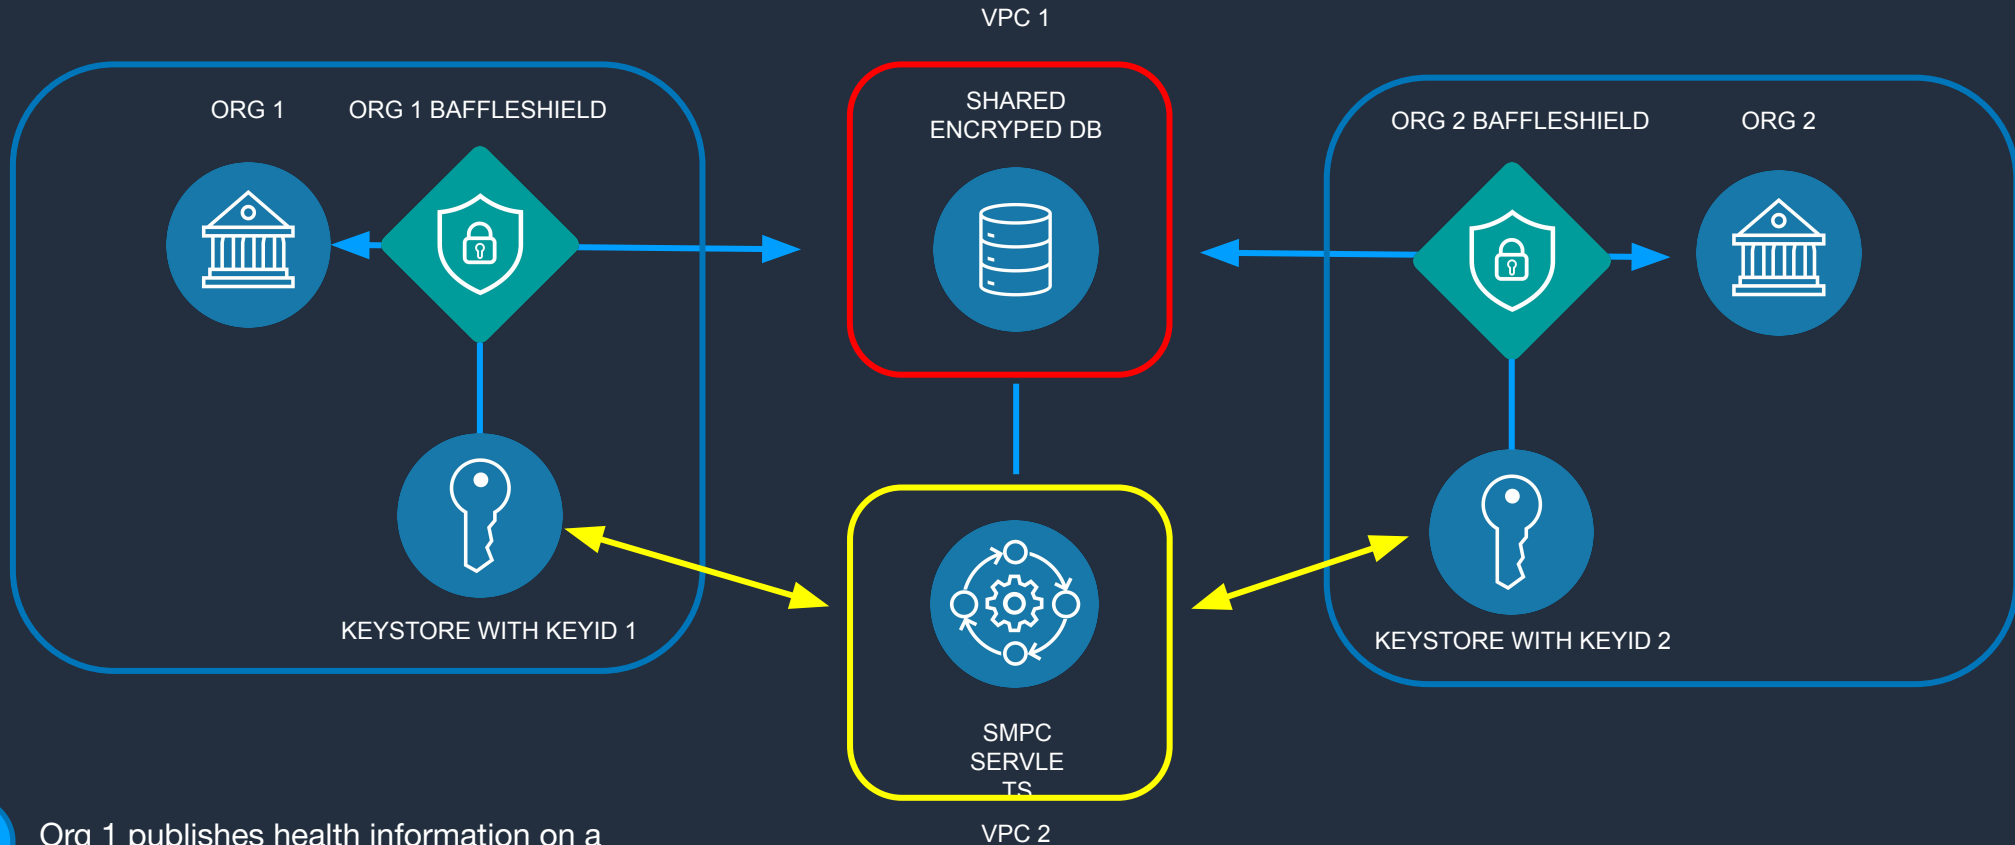 VPC 1
ORG 1
ORG 1 BAFFLESHIELD
SHARED
ENCRYPED DB
ORG 2 BAFFLESHIELD
ORG 2
KEYSTORE WITH KEYID 1
KEYSTORE WITH KEYID 2
SMPC
SERVLE
TS
Org 1 publishes health information on a
VPC 2